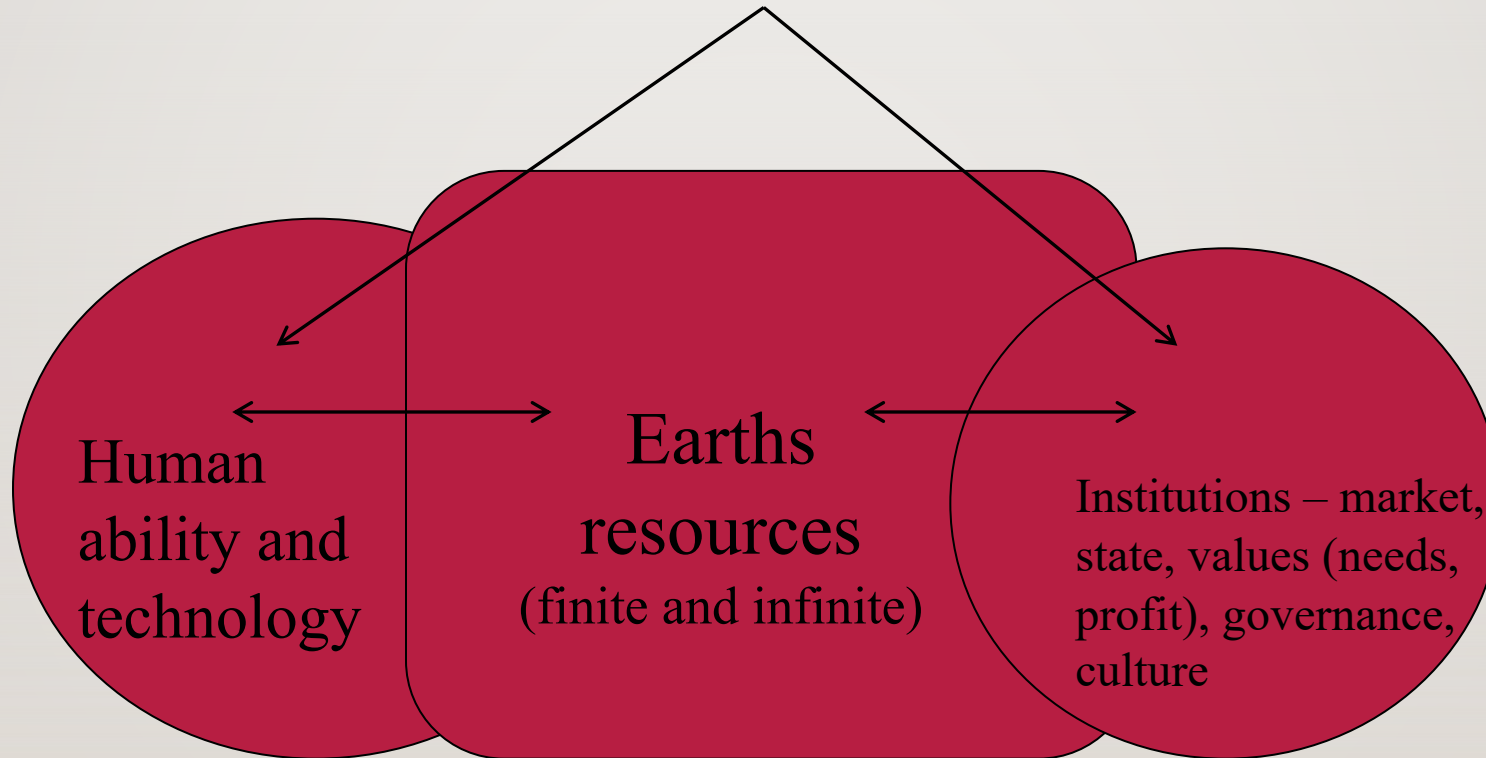 Human
ability and
technology
Earths
resources
(finite and infinite)
Institutions – market,
state, values (needs,
profit), governance,
culture